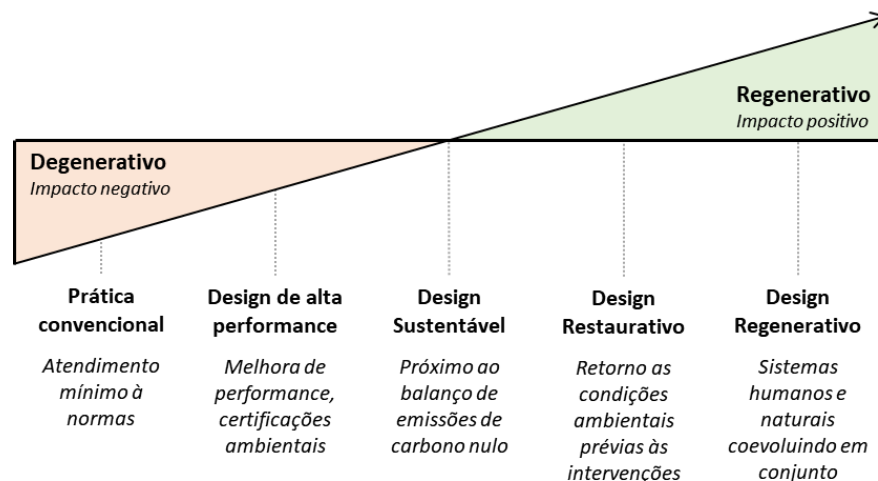 Regenerativo
Impacto positivo
Degenerativo
Impacto negativo
Prática
convencional
Atendimento
mínimo à
normas
Design de alta
performance
Melhora de
performance,
certificações
ambientais
Design
Sustentável
Próximo ao
balanço de
emissões de
carbono nulo
Design
Restaurativo
Retorno as
condições
ambientais
prévias às
intervenções
Design
Regenerativo
Sistemas
humanos e
naturais
coevoluindo em
conjunto